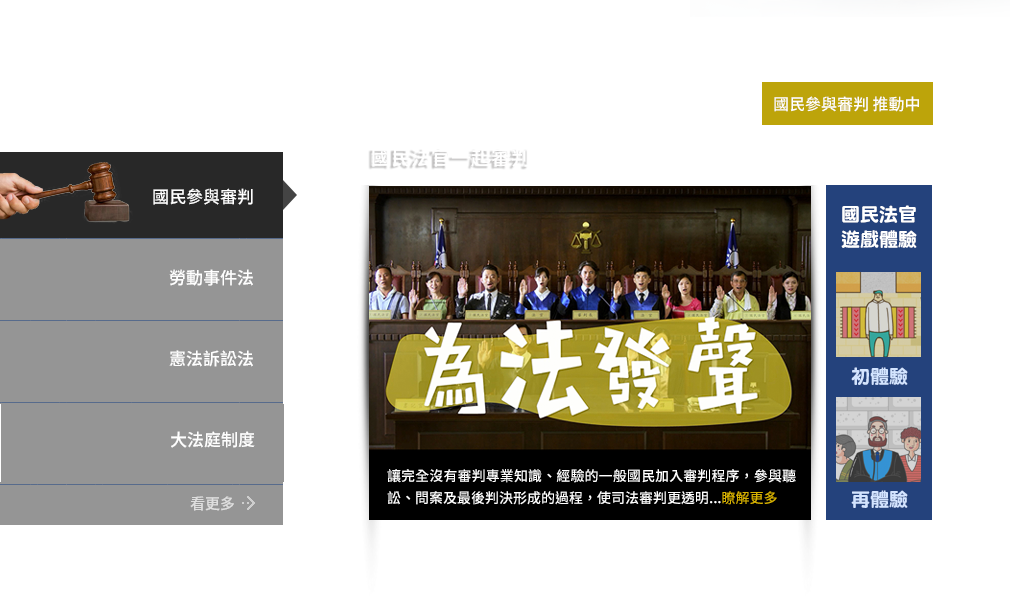 國民參與審判 推動中
國民參與審判
勞動事件法
憲法訴訟法
大法庭制度
看更多
國民法官一起審判
為法發聲
讓完全沒有審判專業知識、經驗的一般國民加入審判程序，參與聽
訟、問案及最後判決形成的過程，使司法審判更透明...瞭解更多
國民法官
遊戲體驗
初體驗
再體驗